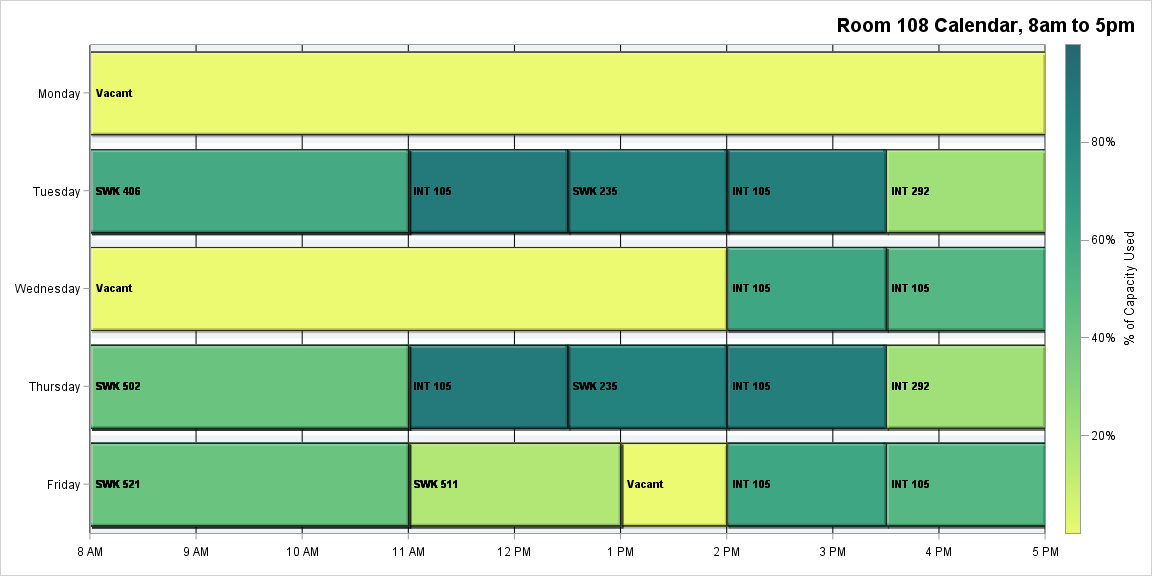 Room 108 Calendar, 8am to 5pm
Monday
Vacant
Tuesday
SWK 406
INT 105
SWK 235
INT 105
INT 292
Wednesday
Vacant
INT 105
INT 105
Thursday
SWK 502
INT 105
SWK 235
INT 105
INT 292
Friday
SWK 521
SWK 511
Vacant
INT 105
INT 105
8 AM
9 AM
10 AM
11 AM
12 PM
1 PM
2 PM
3 PM
4 PM
5 PM
80%
60%
40%
20%
% of Capacity Used